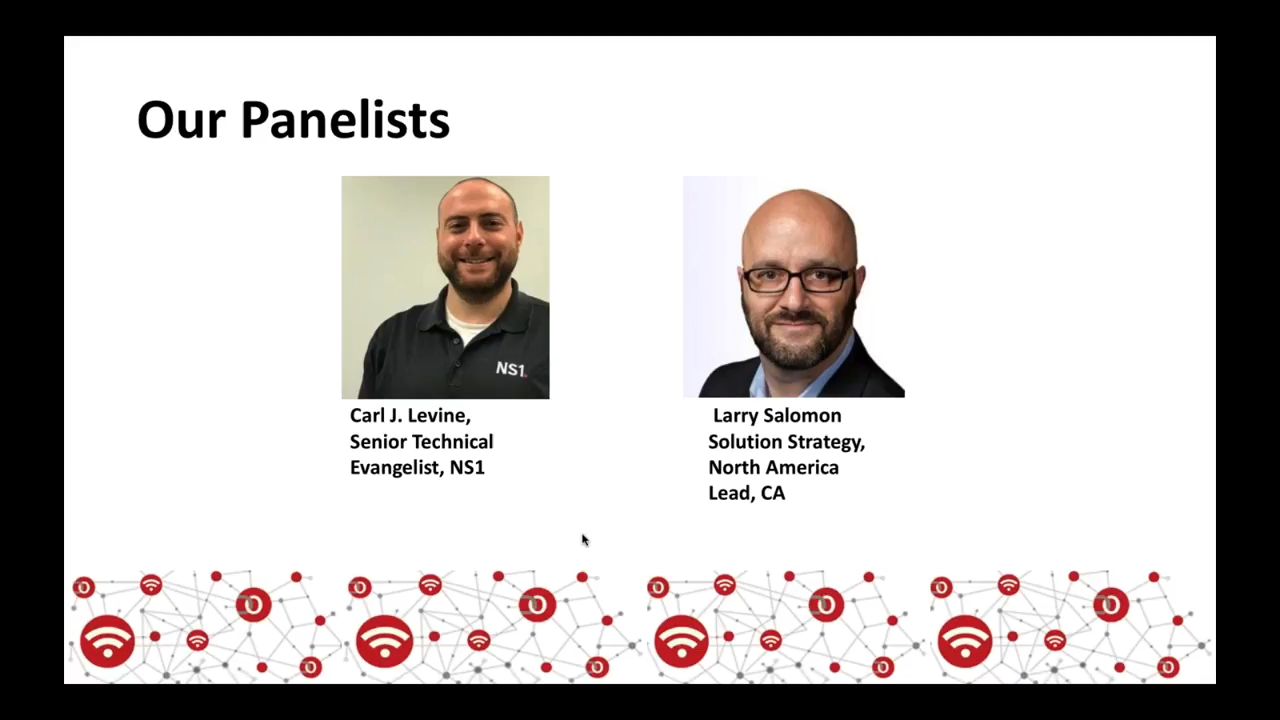 Our Panelists
NS1.
Carl J. Levine,
Senior Technical
Evangelist, NS1
Larry Salomon
Solution Strategy,
North America
Lead, CA